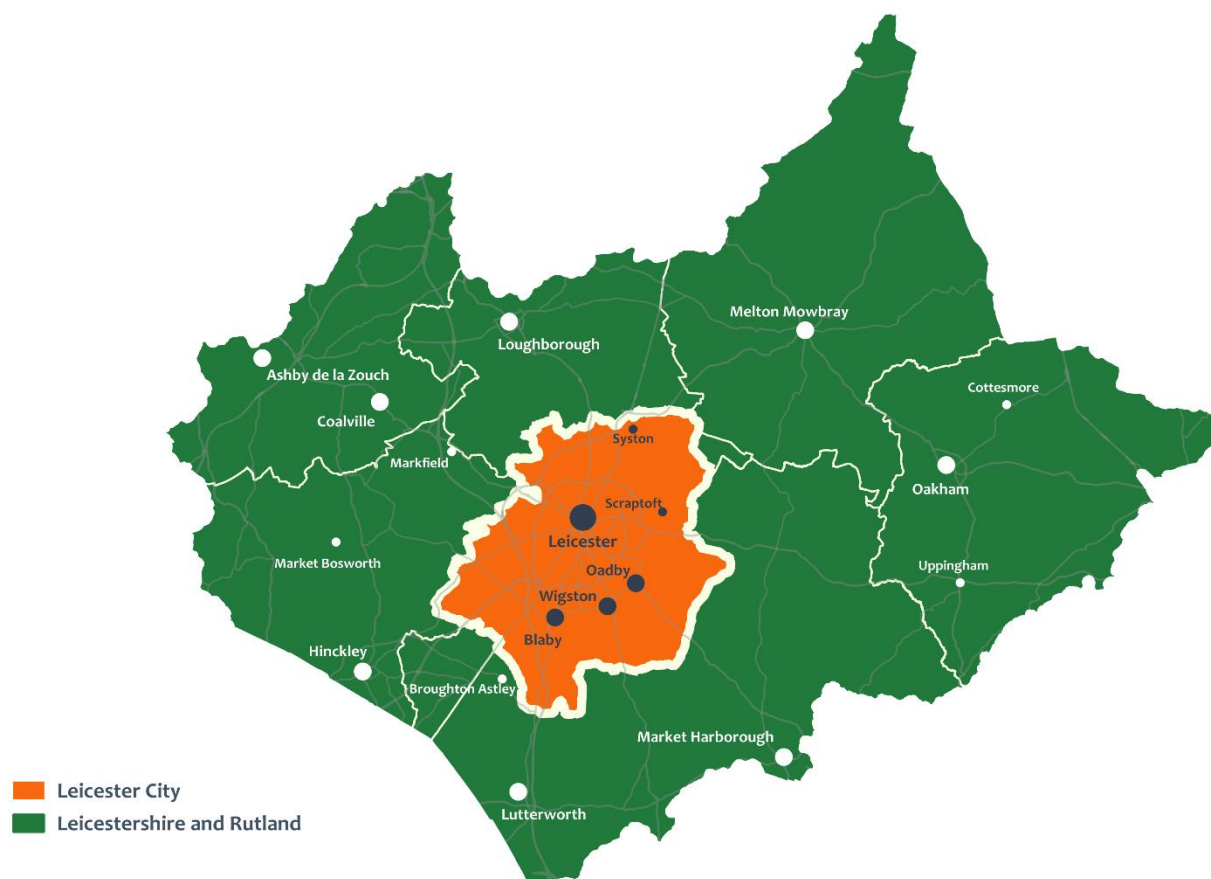 Melton Mowbray
Loughborough
Ashby de la Zouch
Cottesmore
Coalville
Syston
Markfield
Oakham
Scraptoft
Leicester
Market Bosworth
Uppingham
Oadby
Wigston
Blaby
Hinckley
Broughton Astley
Market Harborough
Leicester City
Lutterworth
Leicestershire and Rutland